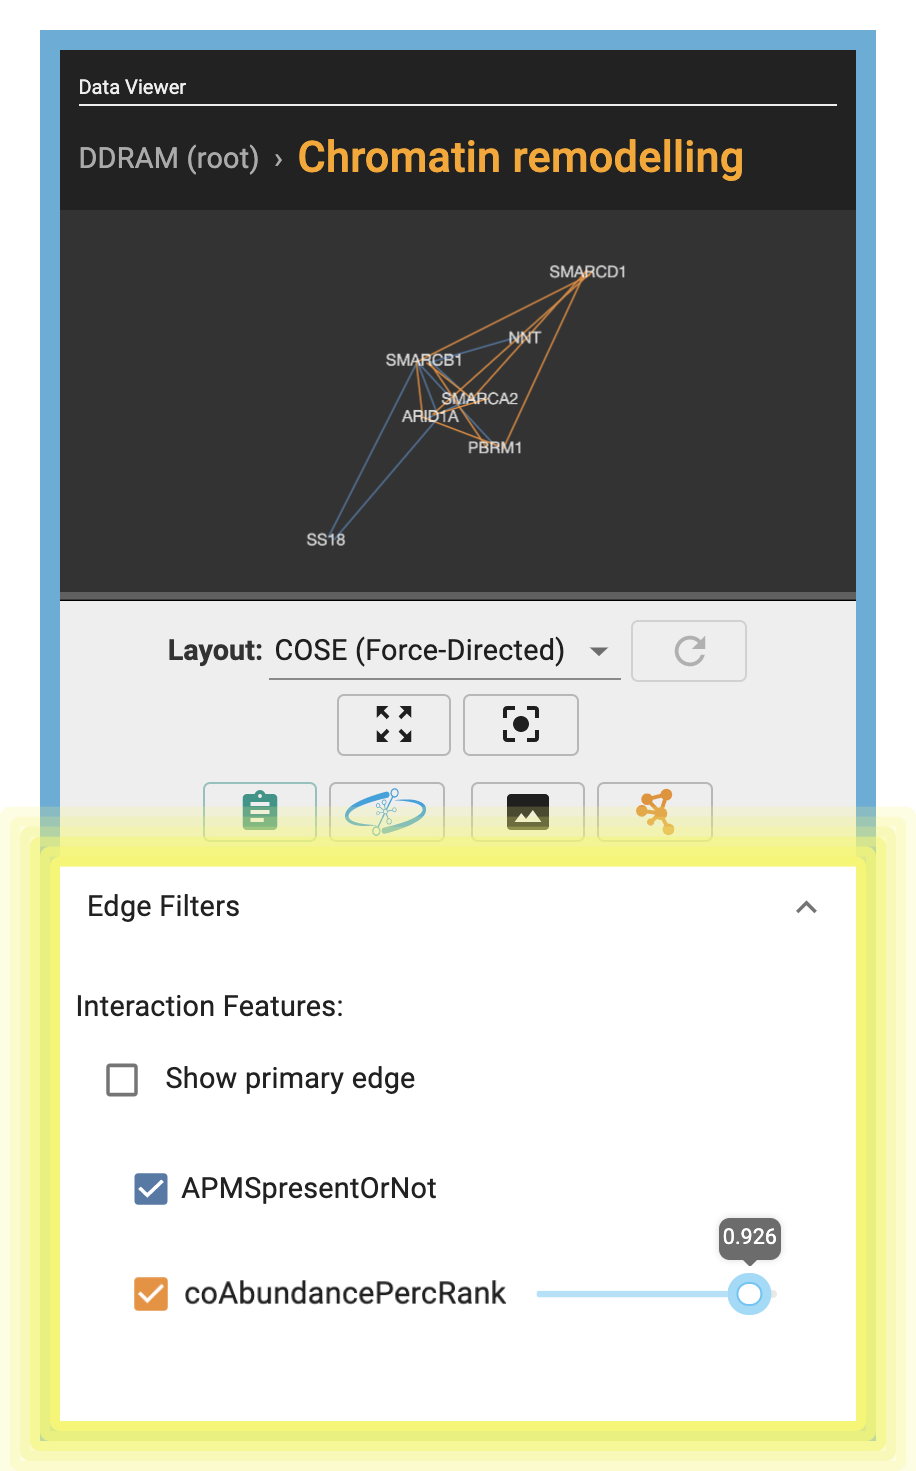 Data Viewer
DDRAM (root) › Chromatin remodelling
SMARCD1
NNT
SMARCB1
SMARCA2
ARID1A
PBRM1
SS18
Layout: COSE (Force-Directed)
Edge Filters
Interaction Features:
Show primary edge
APMSpresentOrNot
0.926
coAbundancePercRank